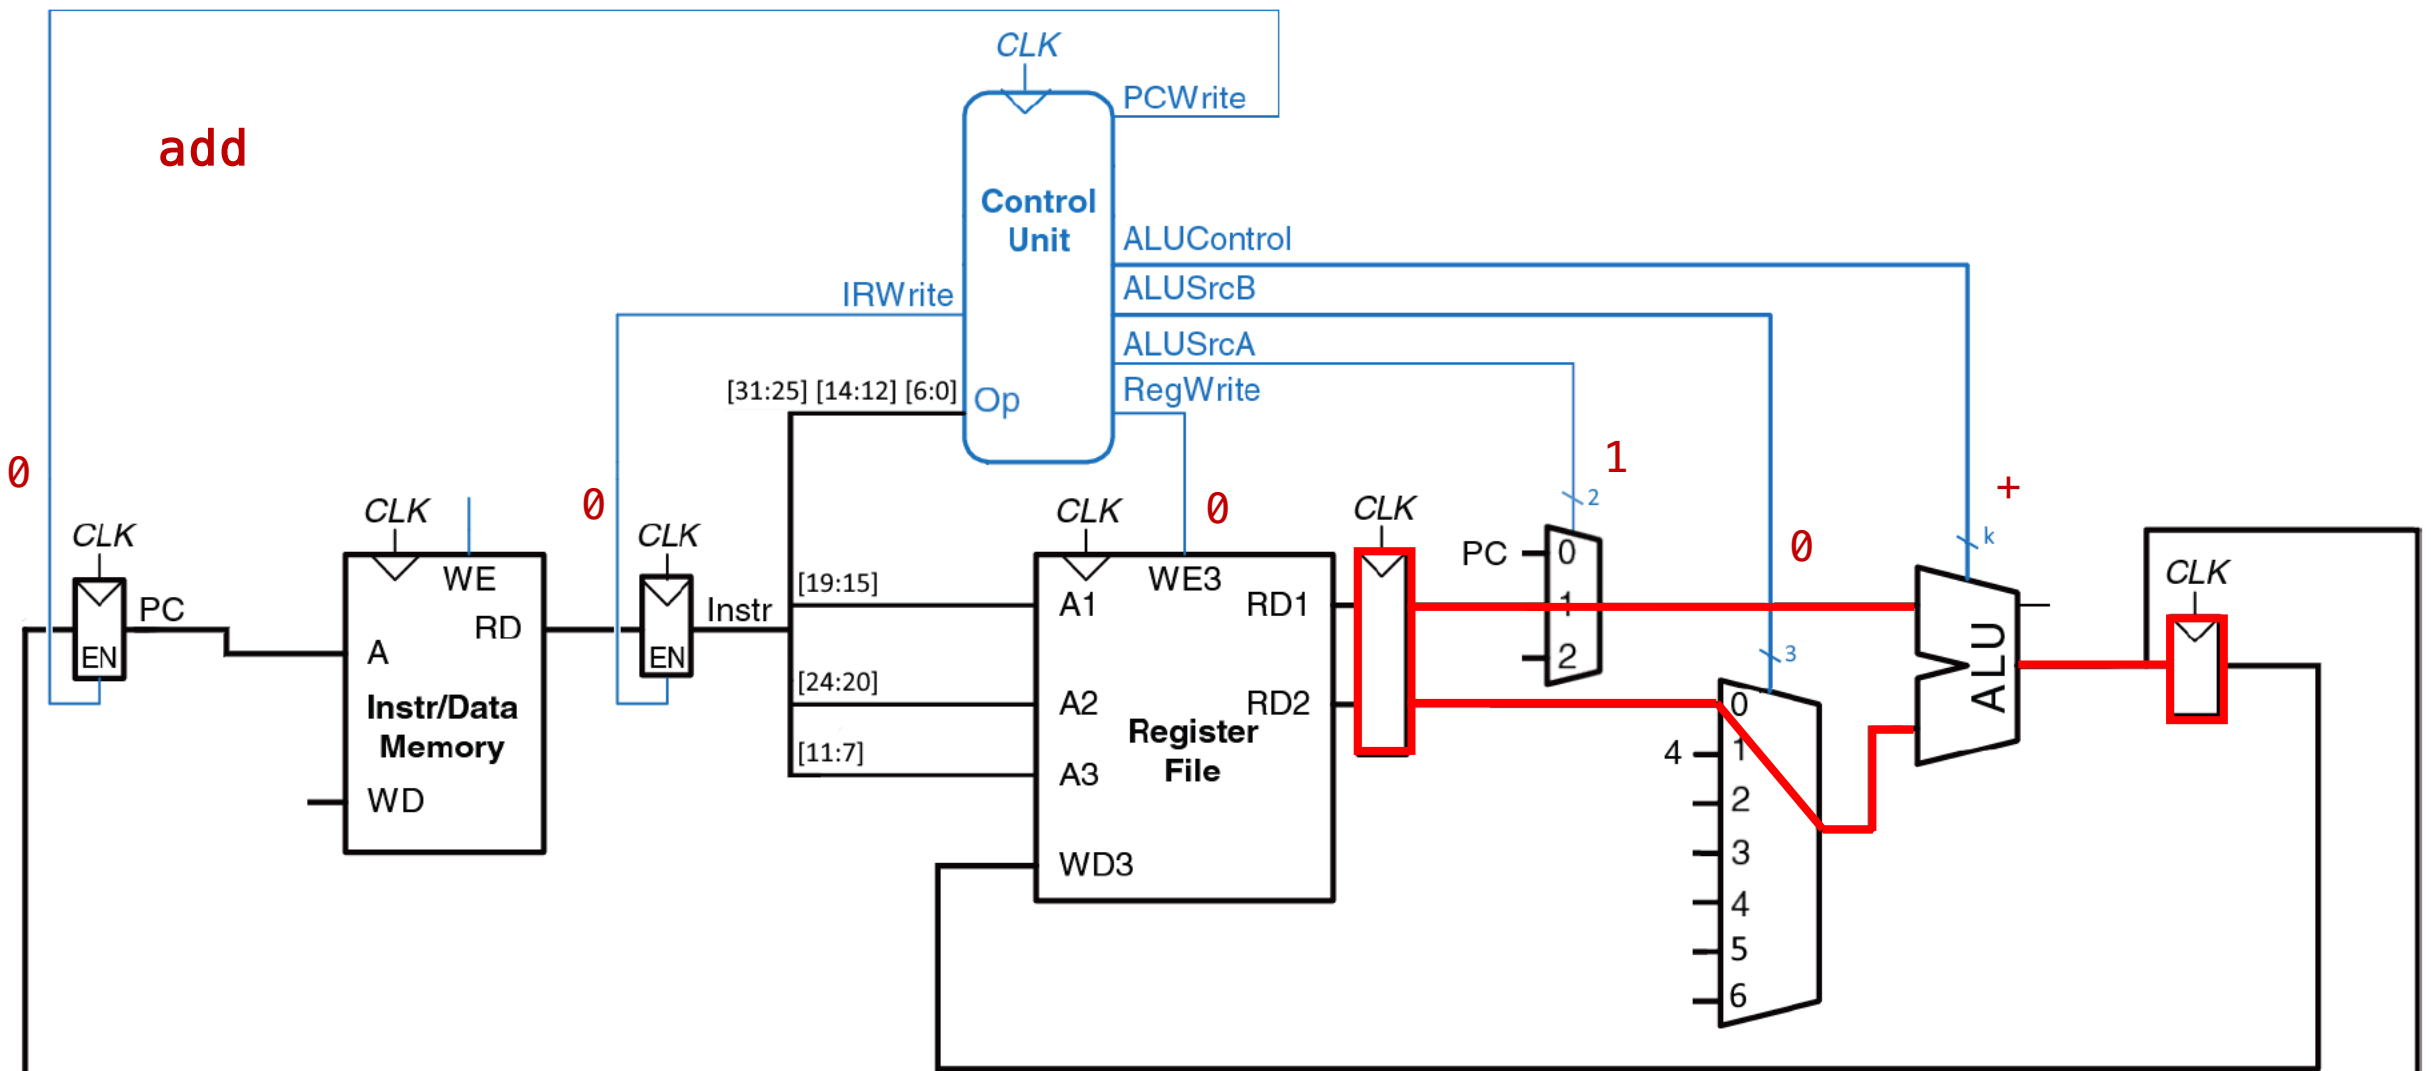 CLK
PCWrite
add
Control
Unit
ALUControl
ALUSrcB
IRWrite
ALUSrcA
[31:25] [14:12] [6:0]
Op
RegWrite
0
0
0
1
0
+
CLK
CLK
CLK
CLK
CLK
2
k
CLK
PC
EN
WE
RD
A
Instr/Data
Memory
WD
Instr
EN
[19:15]
[24:20]
[11:7]
WE3
A1
RD1
A2
RD2
A3
Register
File
WD3
PC
0
1
2
3
0
4
1
2
3
4
5
6
ALU